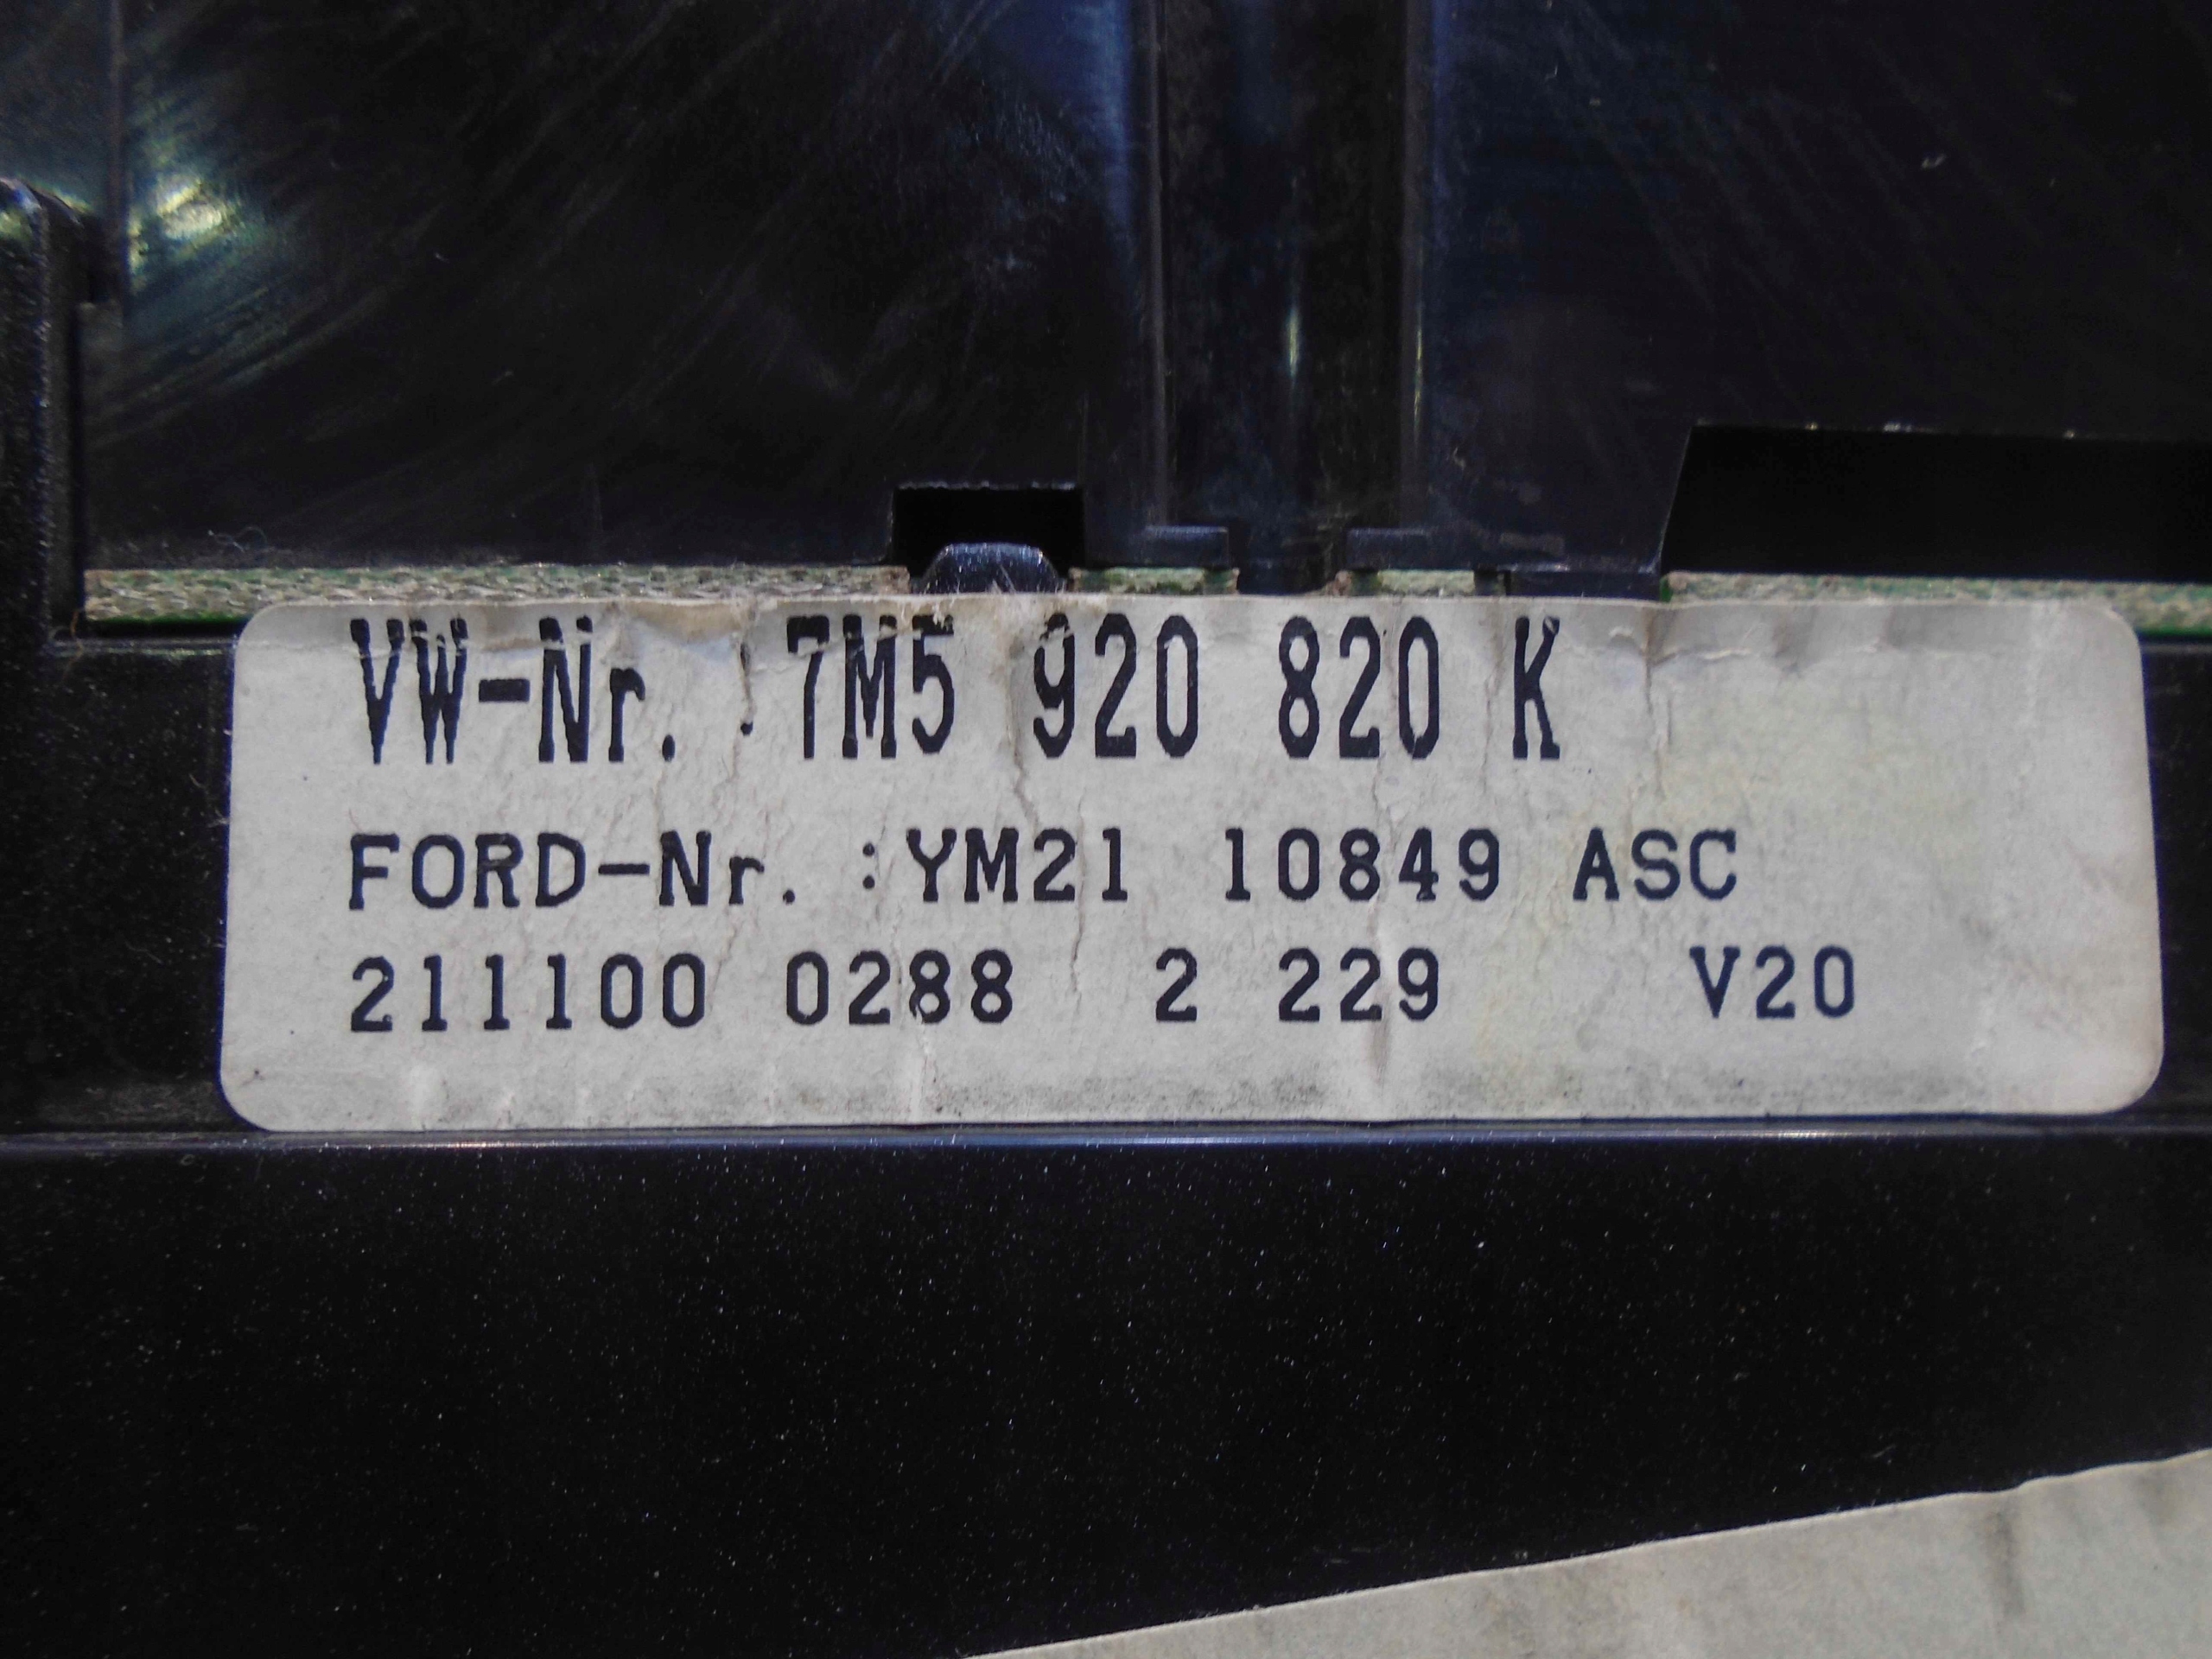 VW-Nr. :7M5 920 820 K
FORD-Nr. :YM21 10849 ASC
211100 0288 2 229 V20